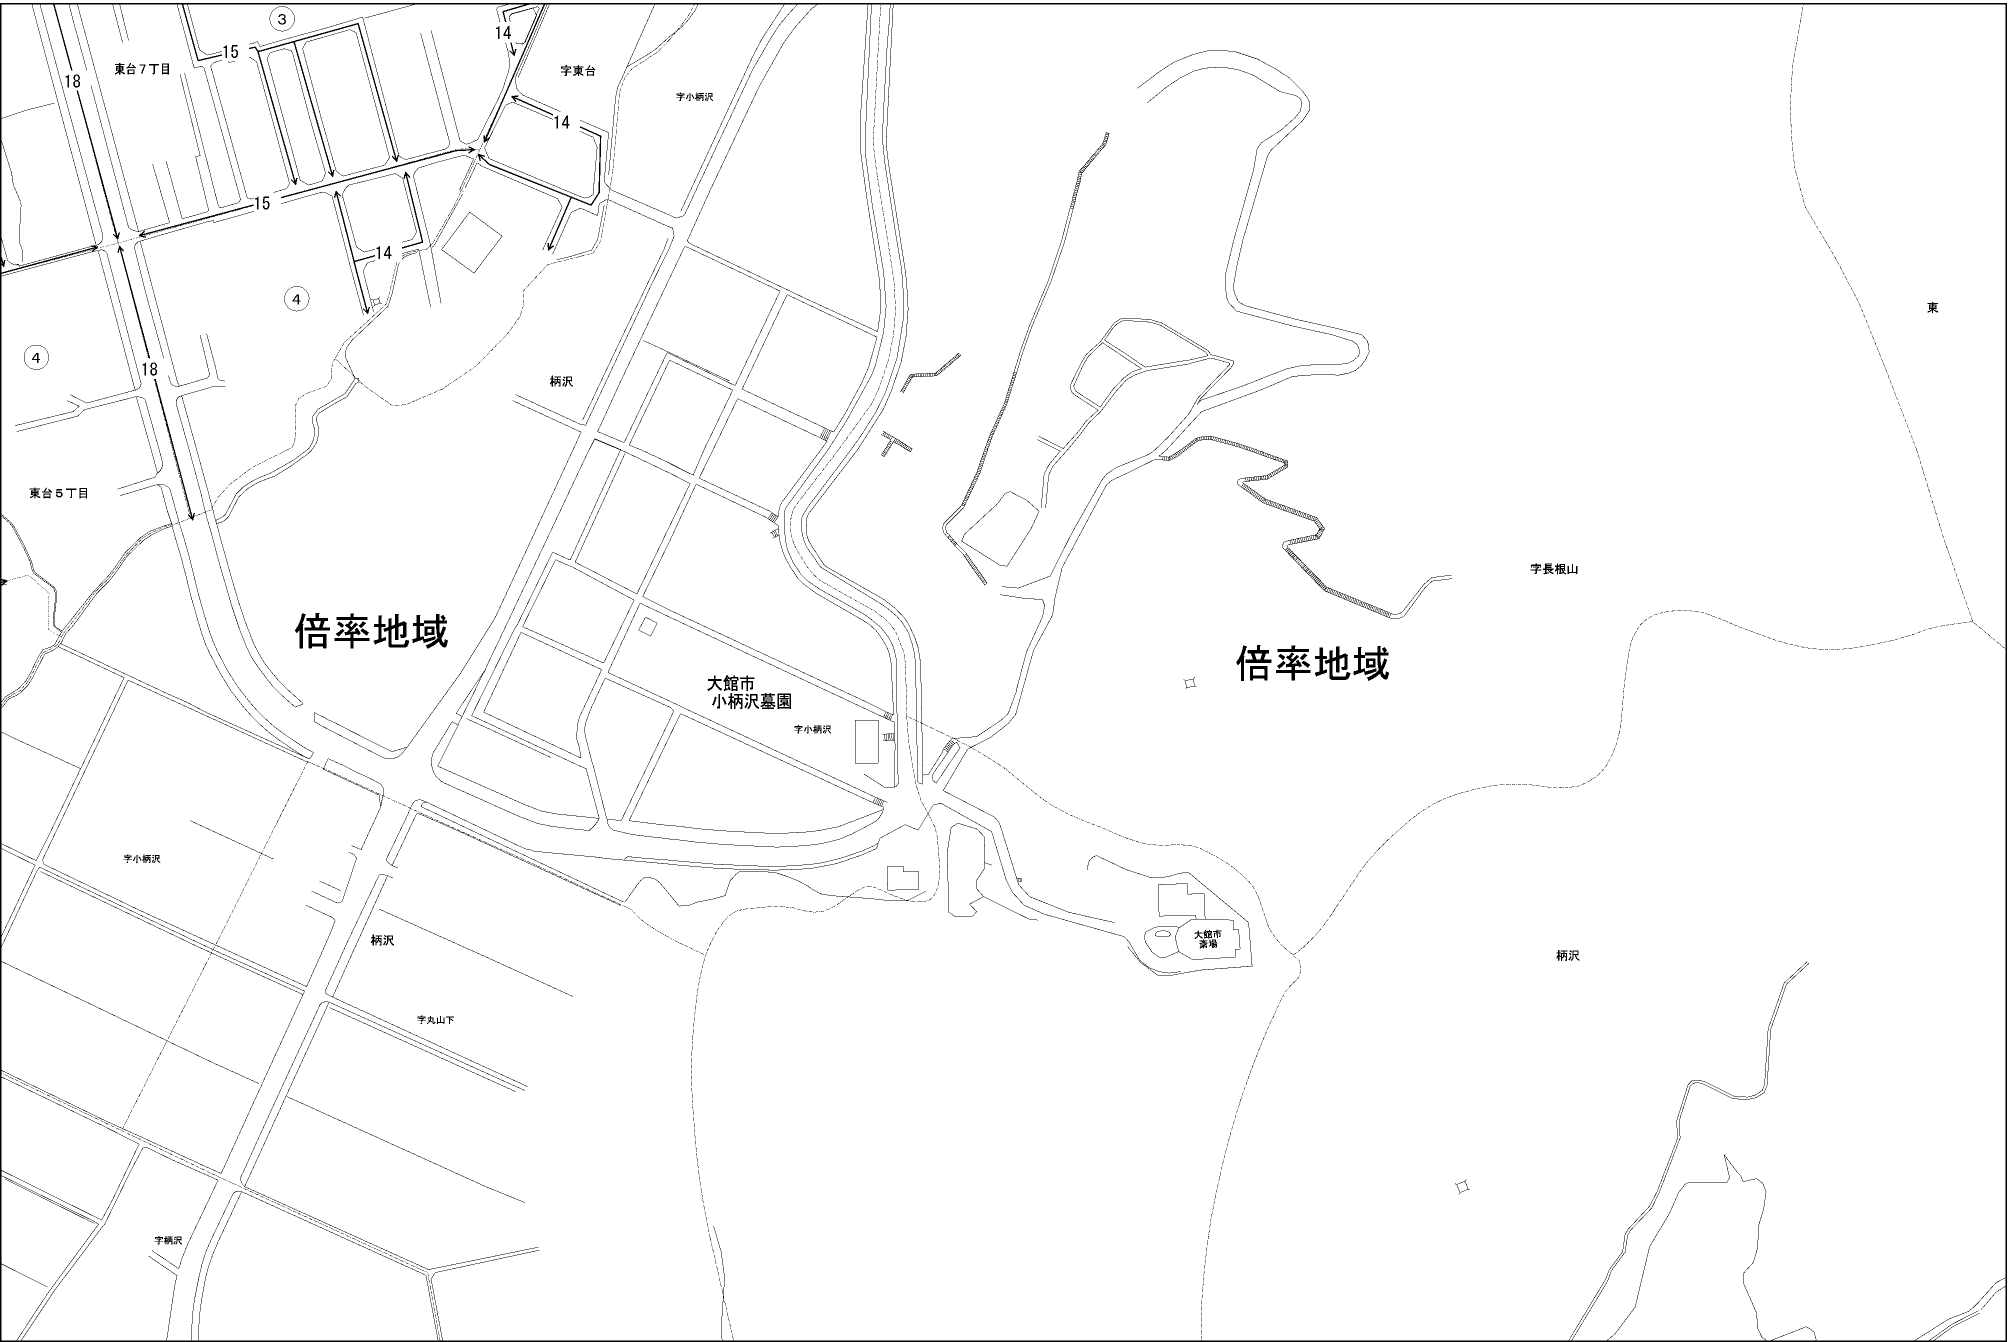 ③
14
15
東台７丁目
字東台
18
字小柄沢
14
15
14
④
東
④
18
柄沢
東台５丁目
字長根山
倍率地域
倍率地域
大館市
小柄沢墓園
字小柄沢
字小柄沢
大館市
斎場
柄沢
柄沢
字丸山下
字柄沢